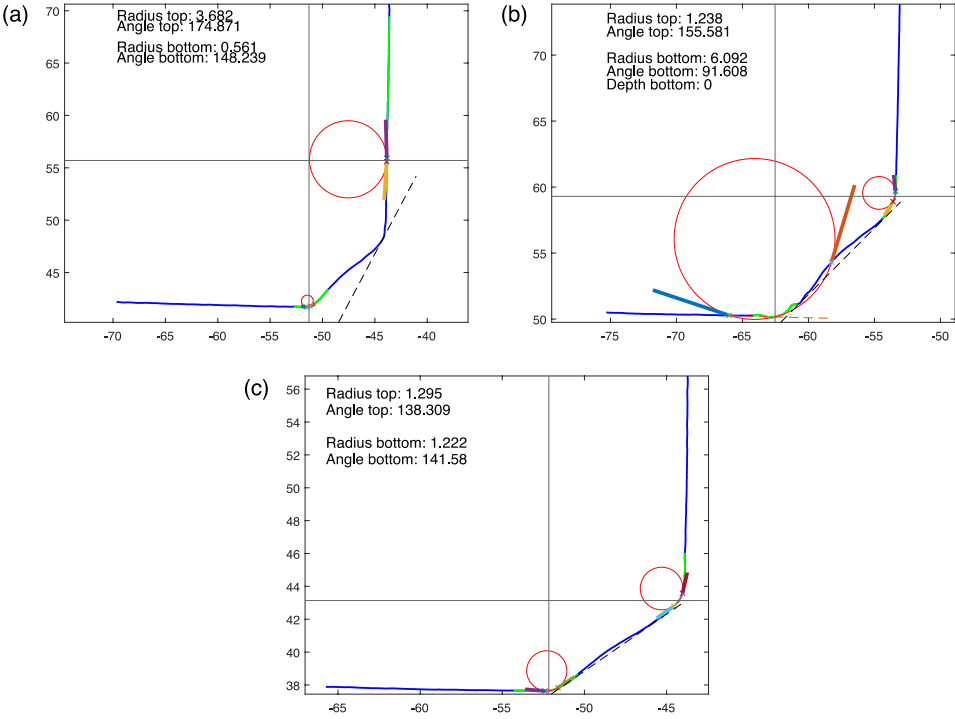 (a)
70
65
60
55
50
45
Radius top: 3.682
Angle top: 174.871
Radius bottom: 0.561
Angle bottom: 148.239
-70 -65 -60 -55 -50 -45 -40 -35
(b)
70
65
60
55
50
Radius top: 1.238
Angle top: 155.581
Radius bottom: 6.092
Angle bottom: 91.608
Depth bottom: 0
-75 -70 -65 -60 -55 -50
(c)
56
54
52
50
48
46
44
42
40
38
Radius top: 1.295
Angle top: 138.309
Radius bottom: 1.222
Angle bottom: 141.58
-65 -60 -55 -50 -45